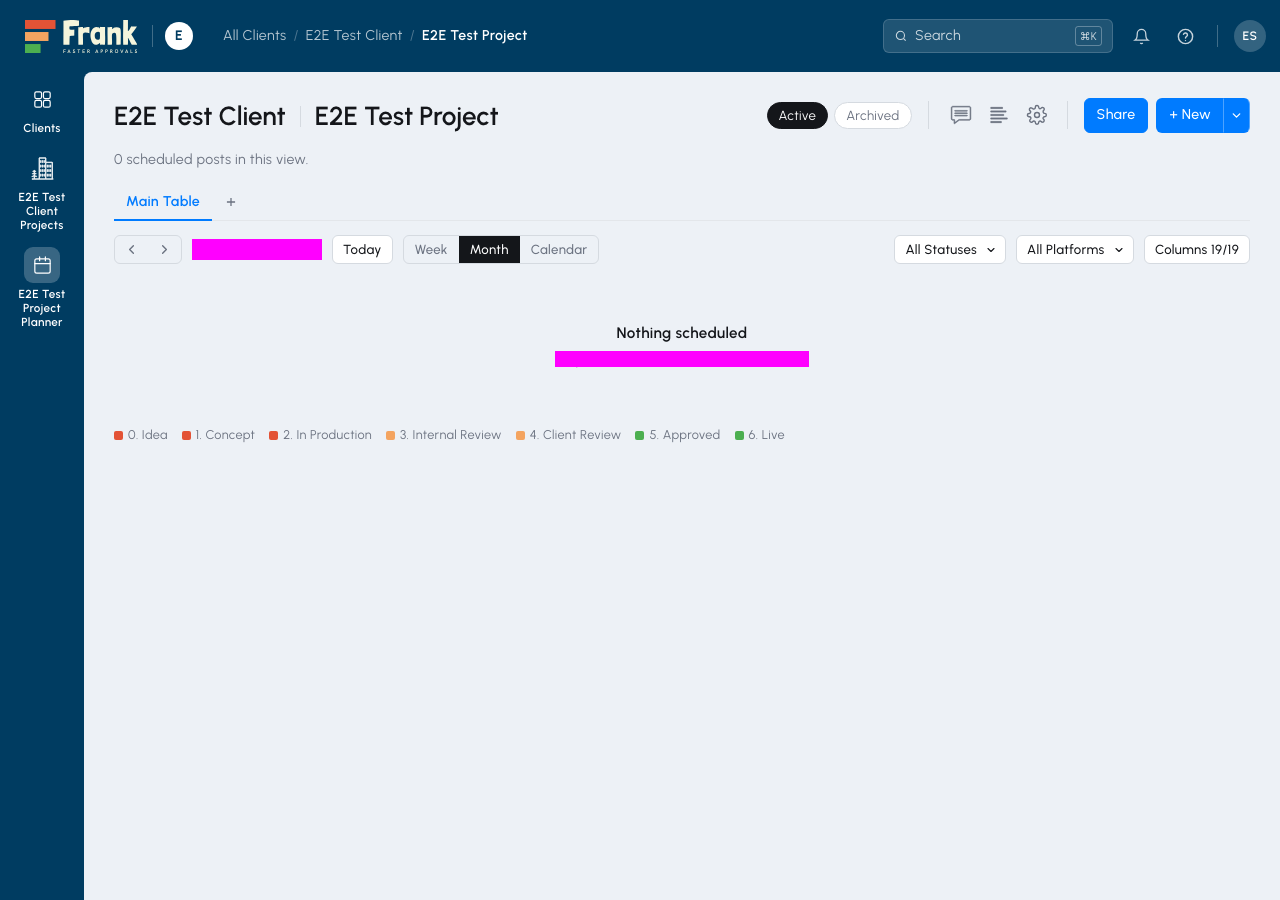 Frank
FASTER APPROVALS
E
All Clients / E2E Test Client / E2E Test Project
Search
⌘K
ES
Clients
E2E Test
Client
Projects
E2E Test
Project
Planner
E2E Test Client
E2E Test Project
Active
Archived
Share
+ New
0 scheduled posts in this view.
Main Table
+
Today
Week
Month
Calendar
All Statuses
All Platforms
Columns 19/19
Nothing scheduled
0. Idea
1. Concept
2. In Production
3. Internal Review
4. Client Review
5. Approved
6. Live